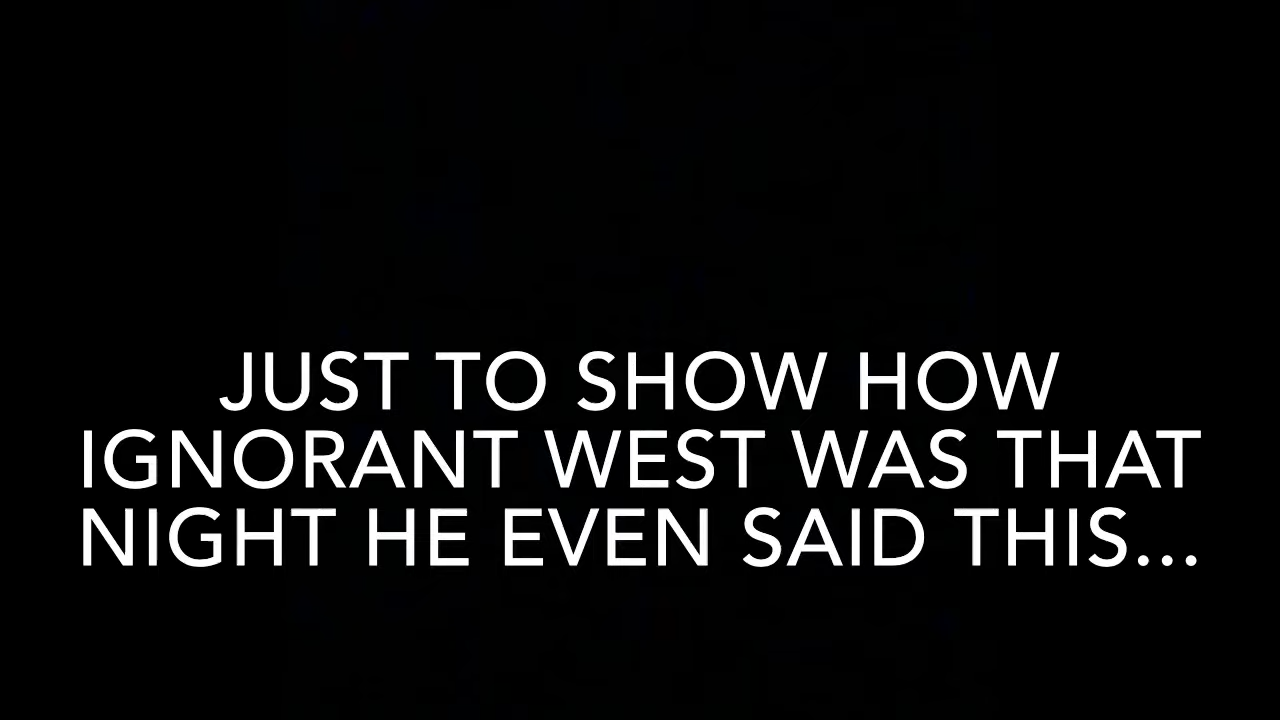 JUST TO SHOW HOW
IGNORANT WEST WAS THAT
NIGHT HE EVEN SAID THIS...